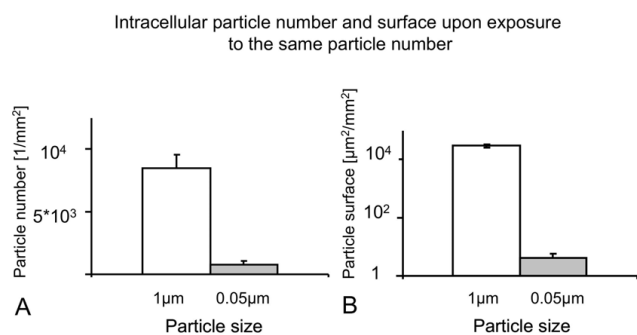 Intracellular particle number and surface upon exposure
to the same particle number
Particle number [1/mm²]
10⁴
5*10³
1µm 0.05µm
A
Particle size
Particle surface [µm²/mm²]
10⁴
10²
1
1µm 0.05µm
B
Particle size